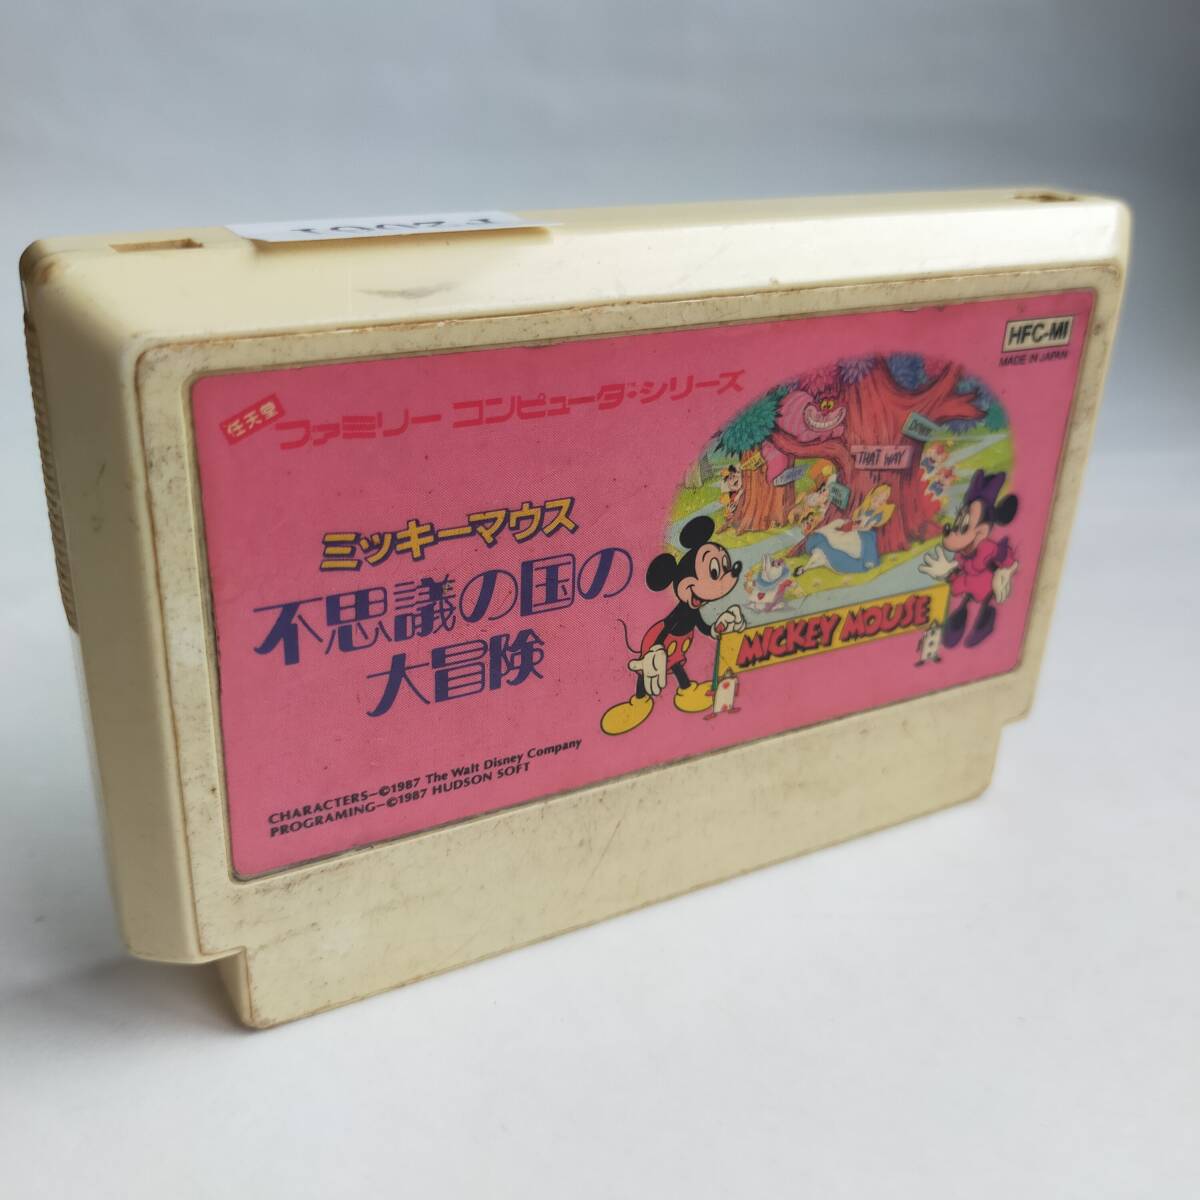 HFC-MI
MADE IN JAPAN
任天堂
ファミリー コンピュータ・シリーズ
ミッキーマウス
不思議の国の
大冒険
THAT WAY
DOWN
MICKEY MOUSE
CHARACTERS-©1987 The Walt Disney Company
PROGRAMING-©1987 HUDSON SOFT